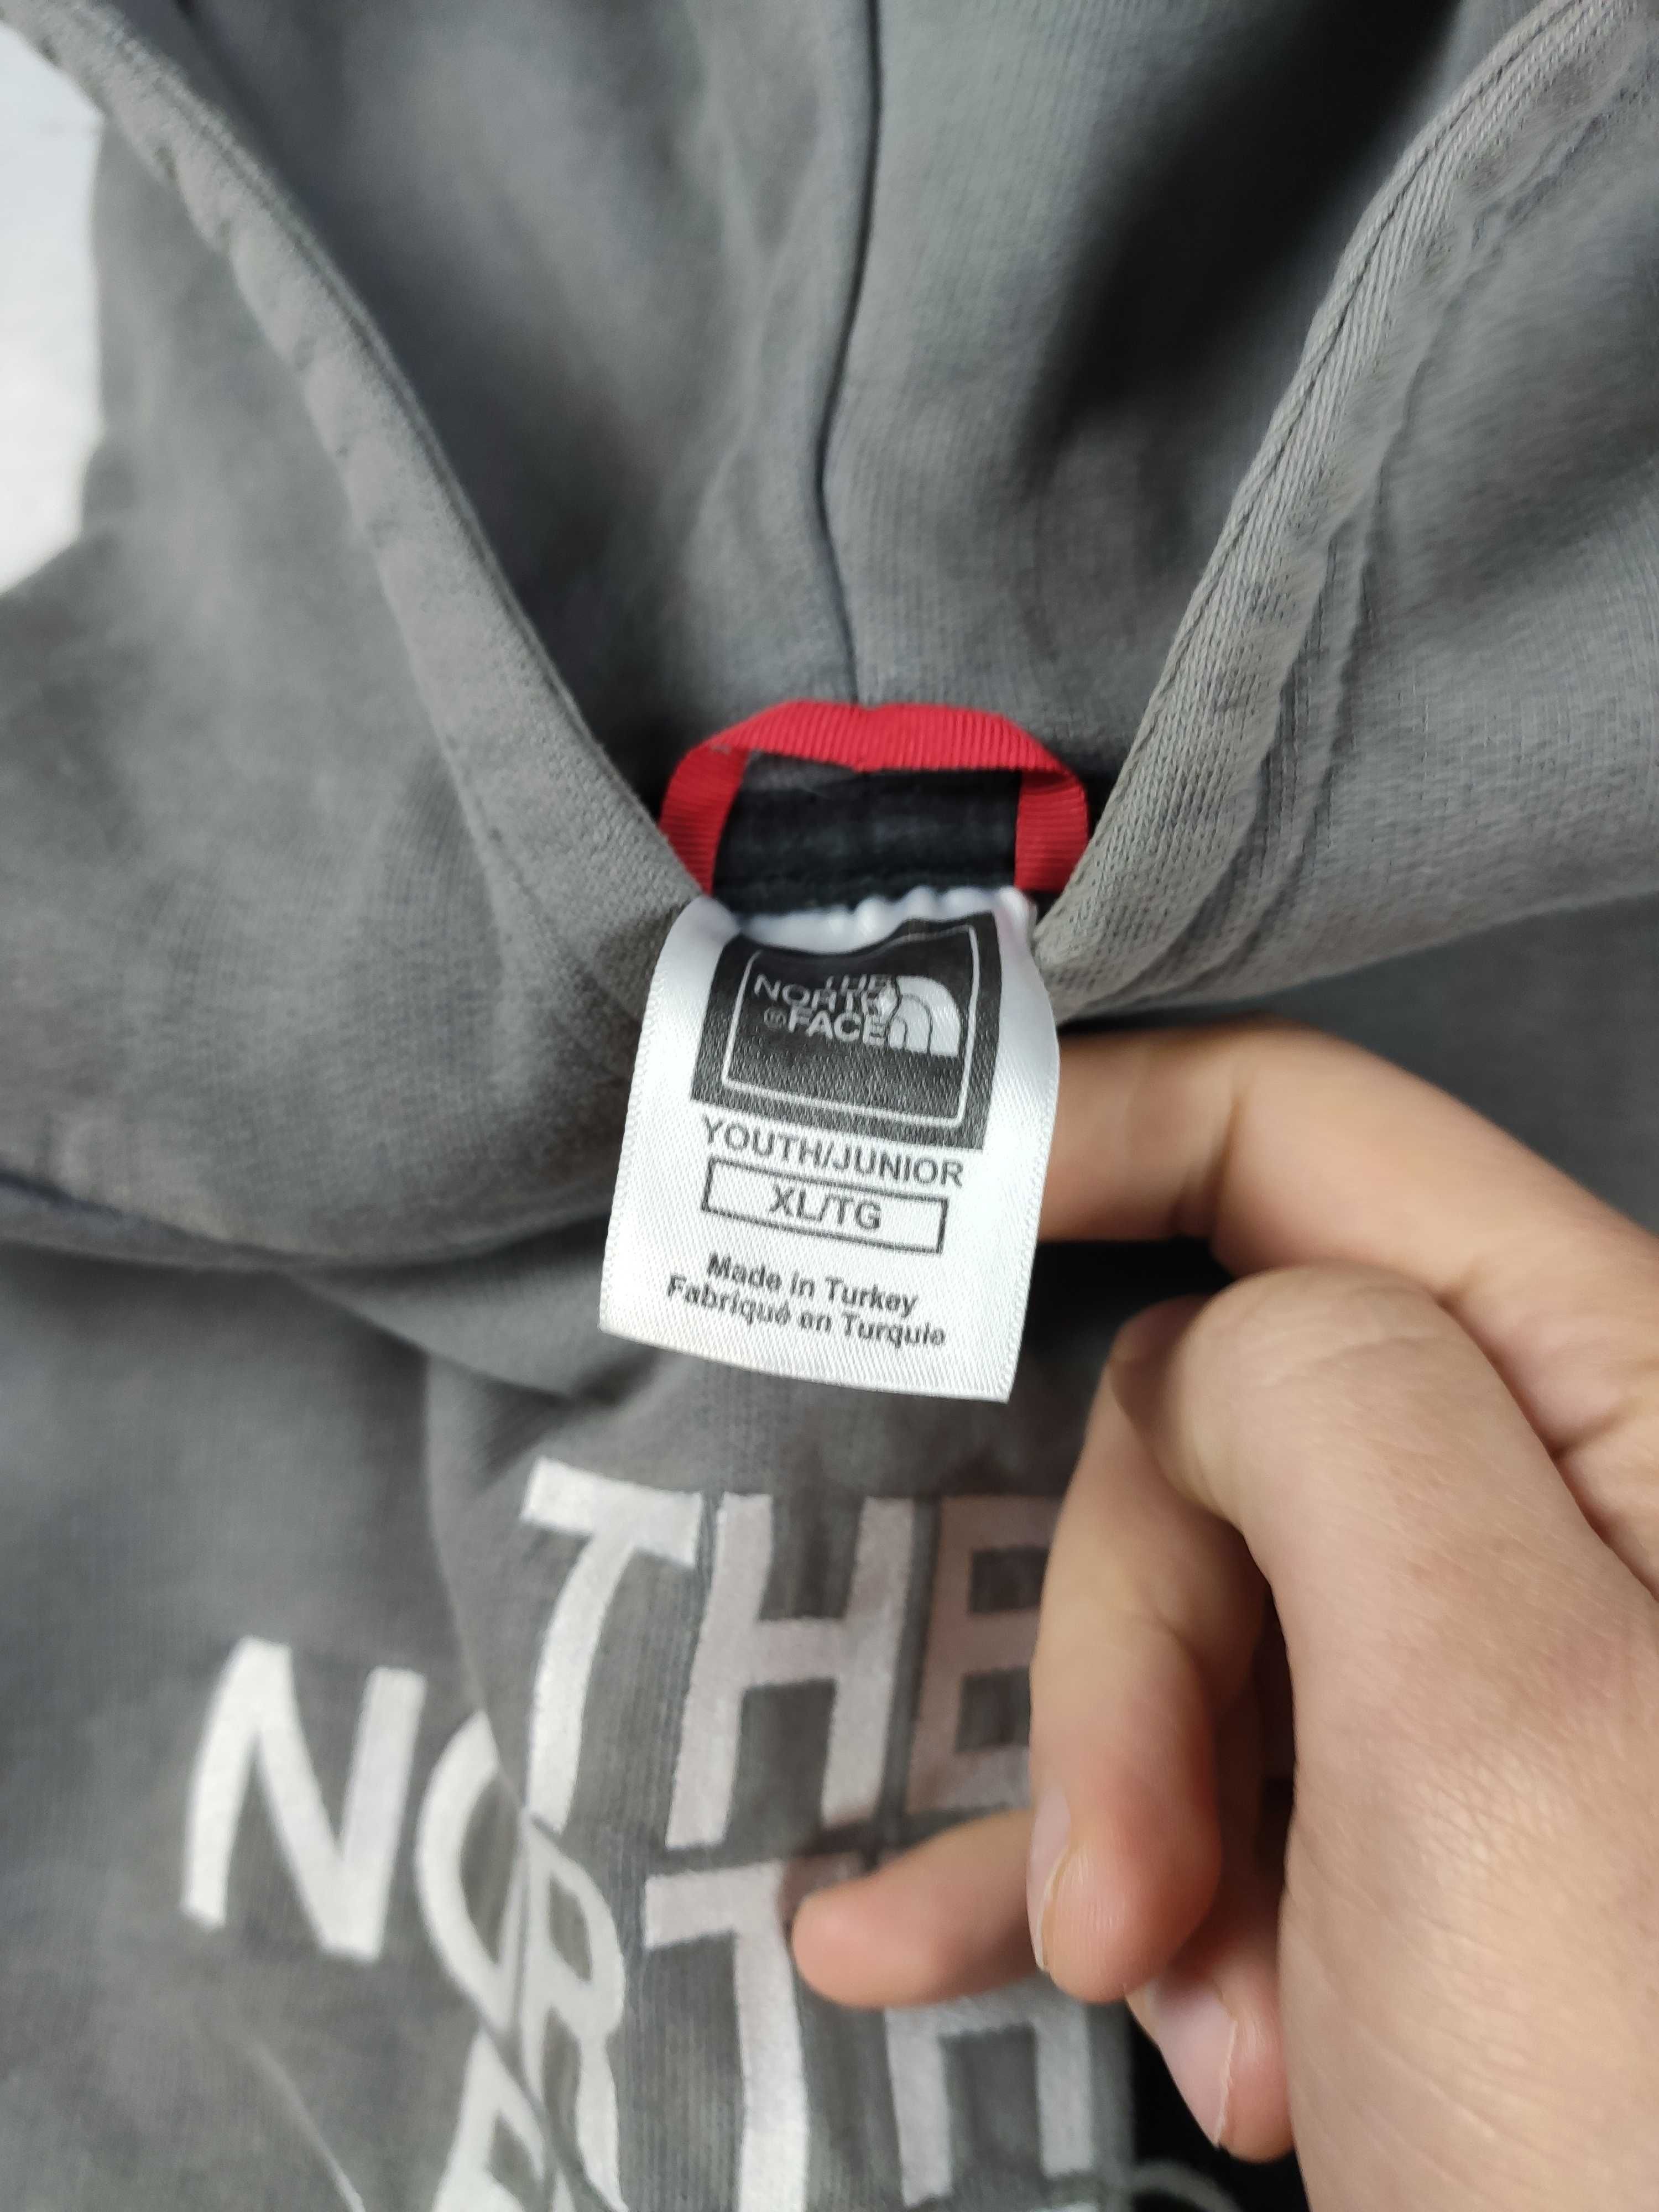 THE
NORTH
®FACE
YOUTH/JUNIOR
XL/TG
Made in Turkey
Fabriqué en Turquie
THE
NORTH